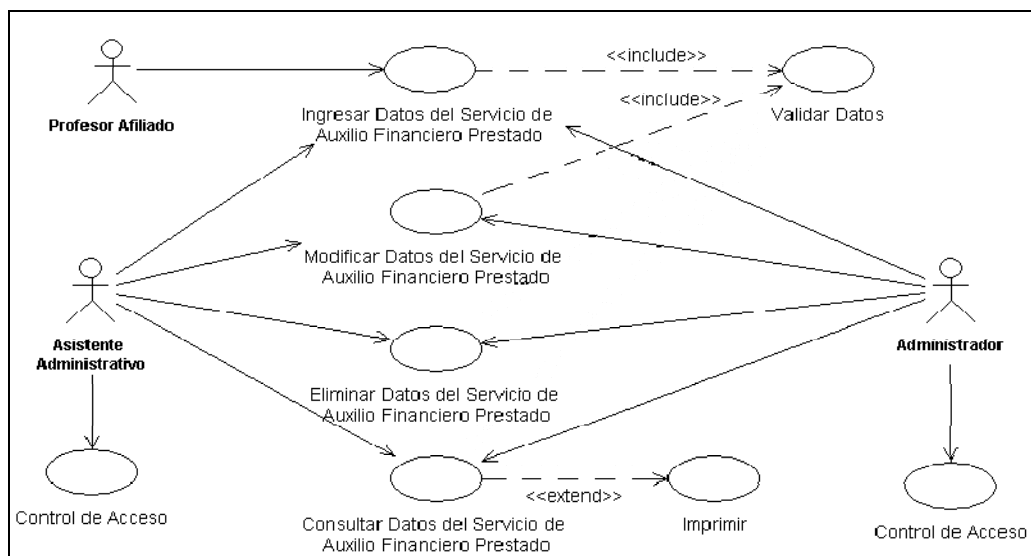 <<include>>
<<include>>
Profesor Afiliado
Ingresar Datos del Servicio de
Auxilio Financiero Prestado
Validar Datos
Modificar Datos del Servicio de
Auxilio Financiero Prestado
Asistente
Administrativo
Administrador
Eliminar Datos del Servicio de
Auxilio Financiero Prestado
<<extend>>
Control de Acceso
Consultar Datos del Servicio de
Auxilio Financiero Prestado
Imprimir
Control de Acceso